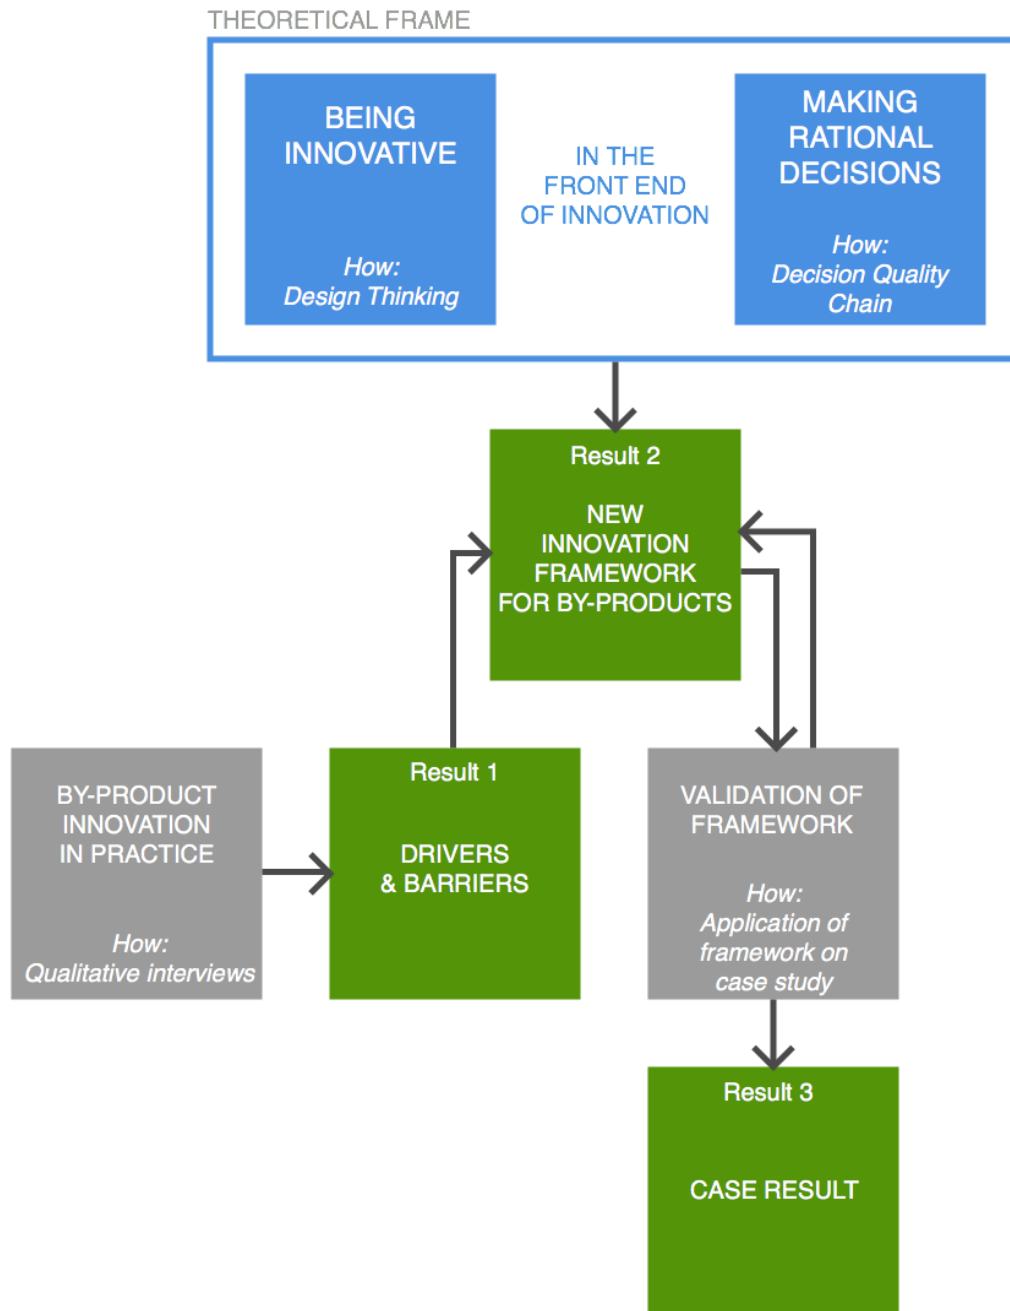 THEORETICAL FRAME
BEING
INNOVATIVE
How:
Design Thinking
IN THE
FRONT END
OF INNOVATION
MAKING
RATIONAL
DECISIONS
How:
Decision Quality
Chain
Result 2
NEW
INNOVATION
FRAMEWORK
FOR BY-PRODUCTS
BY-PRODUCT
INNOVATION
IN PRACTICE
How:
Qualitative interviews
Result 1
DRIVERS
& BARRIERS
VALIDATION OF
FRAMEWORK
How:
Application of
framework on
case study
Result 3
CASE RESULT